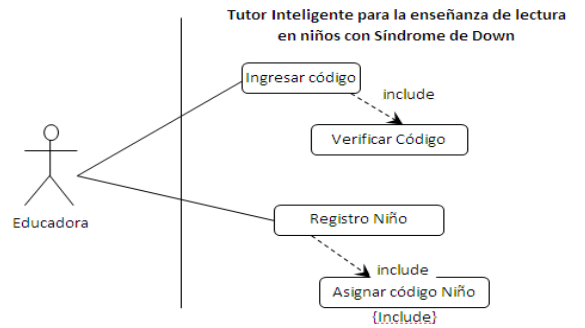 Tutor Inteligente para la enseñanza de lectura
en niños con Síndrome de Down
Ingresar código
include
Verificar Código
Educadora
Registro Niño
include
Asignar código Niño
{Include}